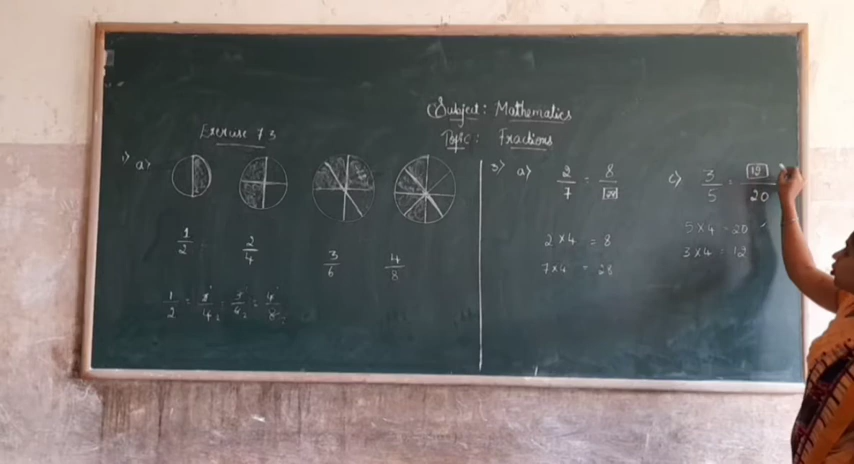 Subject: Mathematics
Topic: Fractions
Exercise 7.3
1) a)
1/2 2/4 3/6 4/8
1/2 = 2/4 = 3/6 = 4/8
3) a) 2/7 = 8/28
2 x 4 = 8
7 x 4 = 28
c) 3/5 = 12/20
5 x 4 = 20
3 x 4 = 12